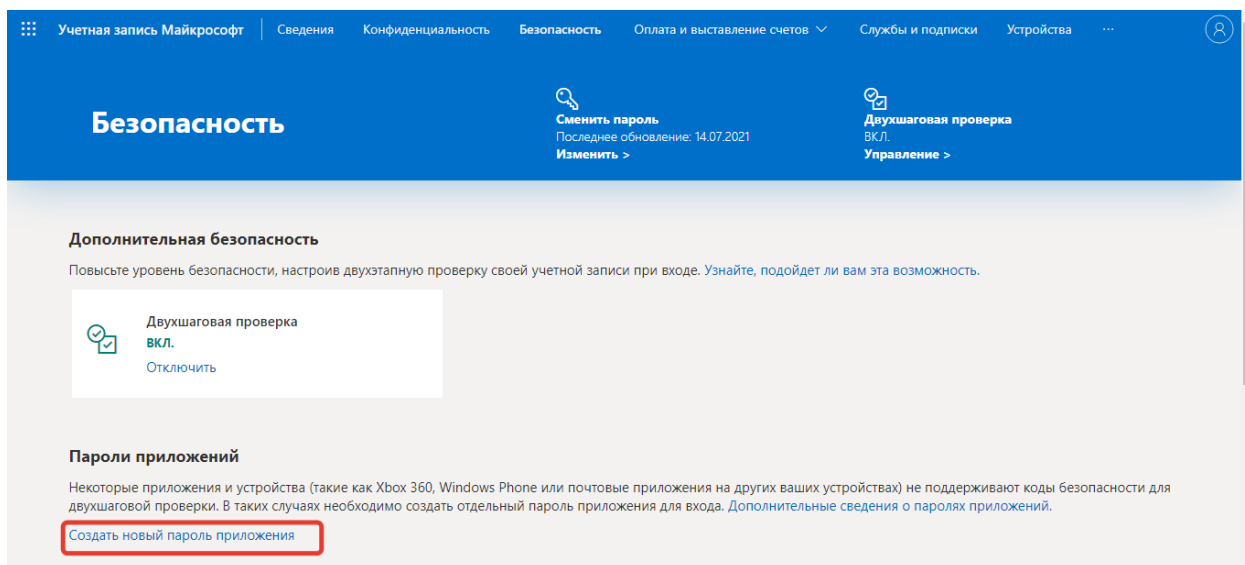 Учетная запись Майкрософт
Сведения
Конфиденциальность
Безопасность
Оплата и выставление счетов
Службы и подписки
Устройства
...
Безопасность
Сменить пароль
Последнее обновление: 14.07.2021
Изменить >
Двухшаговая проверка
ВКЛ.
Управление >
Дополнительная безопасность
Повысьте уровень безопасности, настроив двухэтапную проверку своей учетной записи при входе. Узнайте, подойдет ли вам эта возможность.
Двухшаговая проверка
ВКЛ.
Отключить
Пароли приложений
Некоторые приложения и устройства (такие как Xbox 360, Windows Phone или почтовые приложения на других ваших устройствах) не поддерживают коды безопасности для
двухшаговой проверки. В таких случаях необходимо создать отдельный пароль приложения для входа. Дополнительные сведения о паролях приложений.
Создать новый пароль приложения